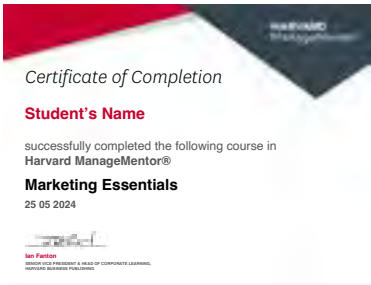 HARVARD
ManageMentor®
Certificate of Completion
Student's Name
successfully completed the following course in
Harvard ManageMentor®
Marketing Essentials
25 05 2024
Ian Fanton
SENIOR VICE PRESIDENT & HEAD OF CORPORATE LEARNING,
HARVARD BUSINESS PUBLISHING